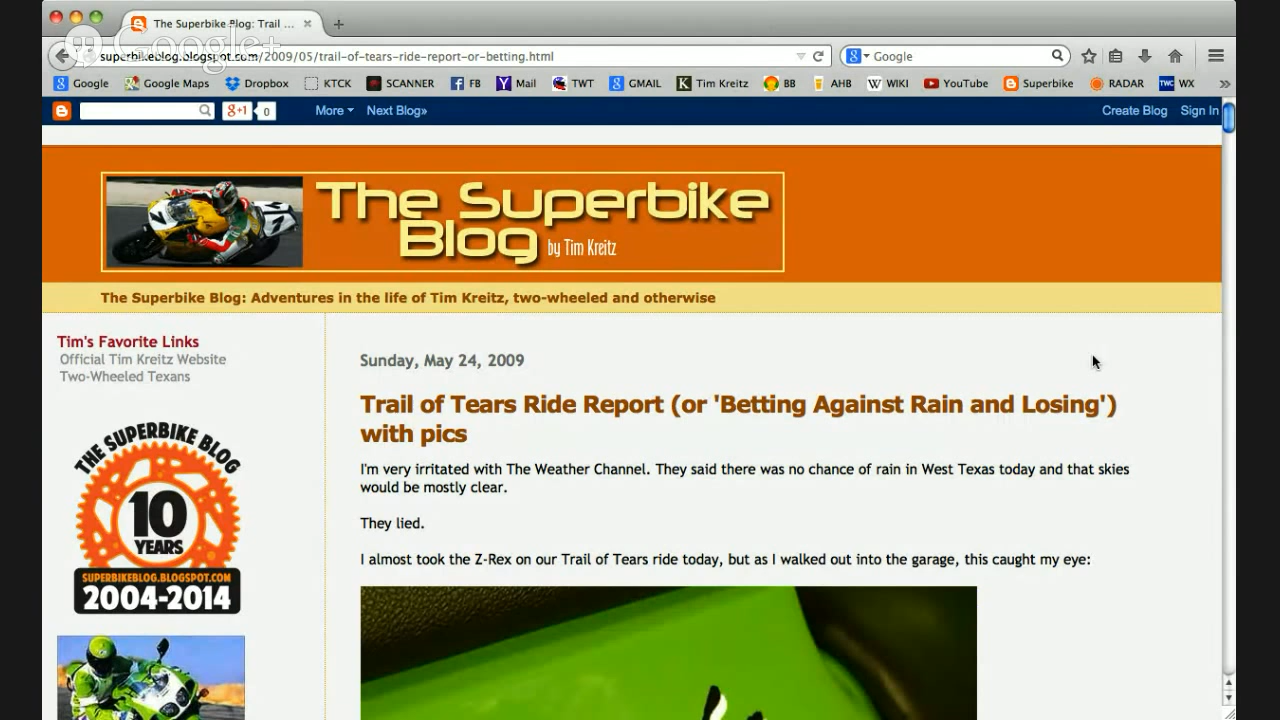 The Superbike Blog: Trail ...
Google+
superbikeblog.blogspot.com/2009/05/trail-of-tears-ride-report-or-betting.html
Google
Google Google Maps Dropbox KTCK SCANNER FB Mail TWT GMAIL Tim Kreitz BB AHB WIKI YouTube Superbike RADAR WX »
g+1 0 More Next Blog» Create Blog Sign In
The Superbike
Blog by Tim Kreitz
The Superbike Blog: Adventures in the life of Tim Kreitz, two-wheeled and otherwise
Tim's Favorite Links
Official Tim Kreitz Website
Two-Wheeled Texans
THE SUPERBIKE BLOG
10
YEARS
SUPERBIKEBLOG.BLOGSPOT.COM
2004-2014
Sunday, May 24, 2009
Trail of Tears Ride Report (or 'Betting Against Rain and Losing')
with pics
I'm very irritated with The Weather Channel. They said there was no chance of rain in West Texas today and that skies
would be mostly clear.
They lied.
I almost took the Z-Rex on our Trail of Tears ride today, but as I walked out into the garage, this caught my eye: